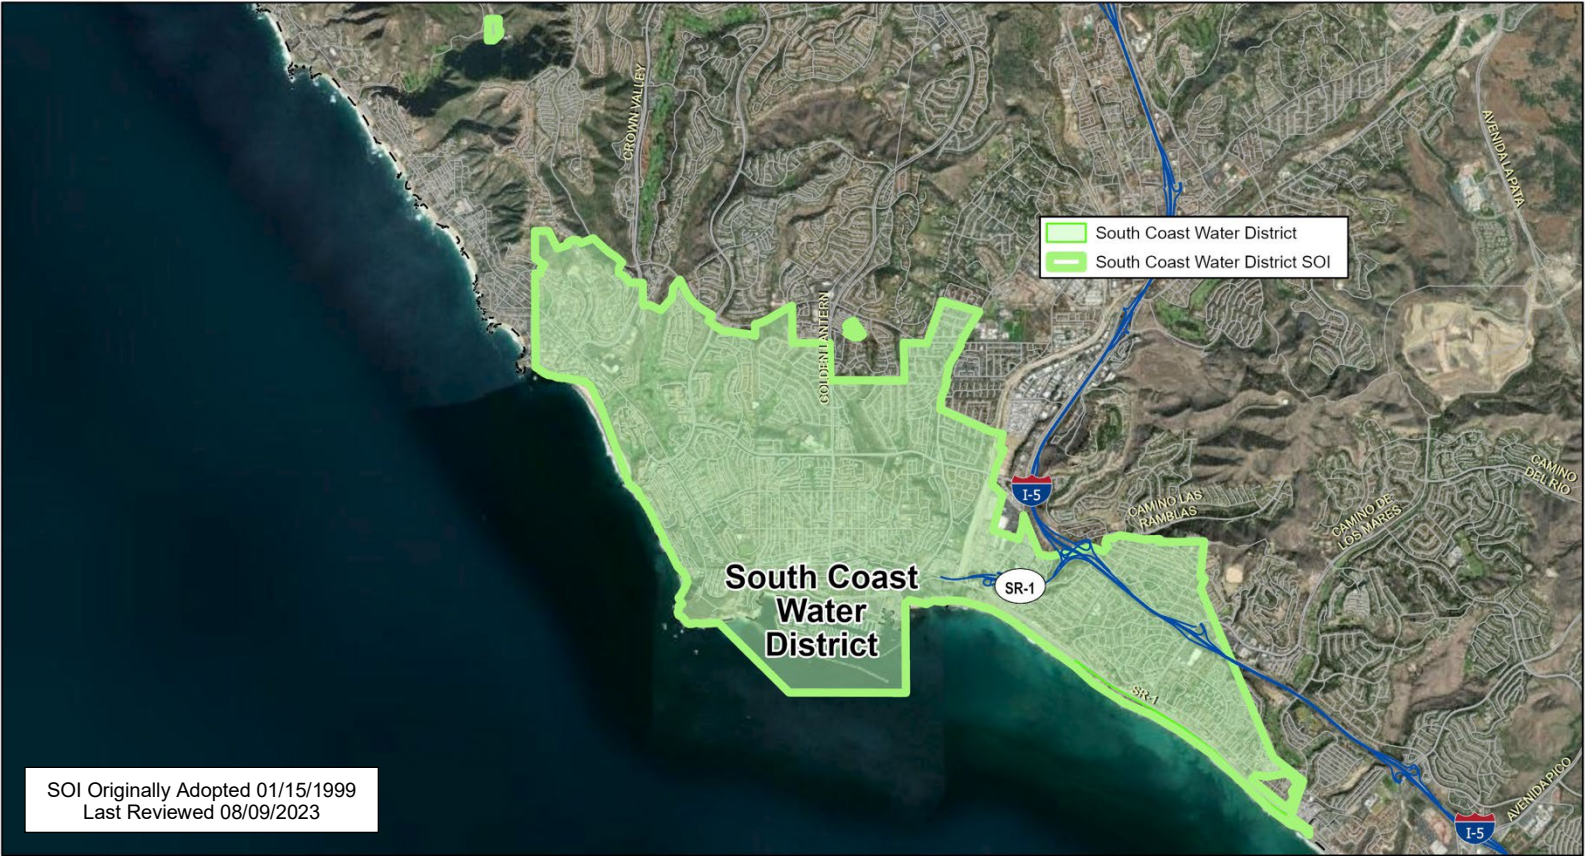 CROWN VALLEY
AVENIDA LA PATA
South Coast Water District
South Coast Water District SOI
GOLDEN LANTERN
I-5
CAMINO LAS
RAMBLAS
CAMINO DE
LOS MARES
CAMINO
DEL RIO
South Coast
Water
District
SR-1
SR-1
SOI Originally Adopted 01/15/1999
Last Reviewed 08/09/2023
AVENIDA PICO
I-5